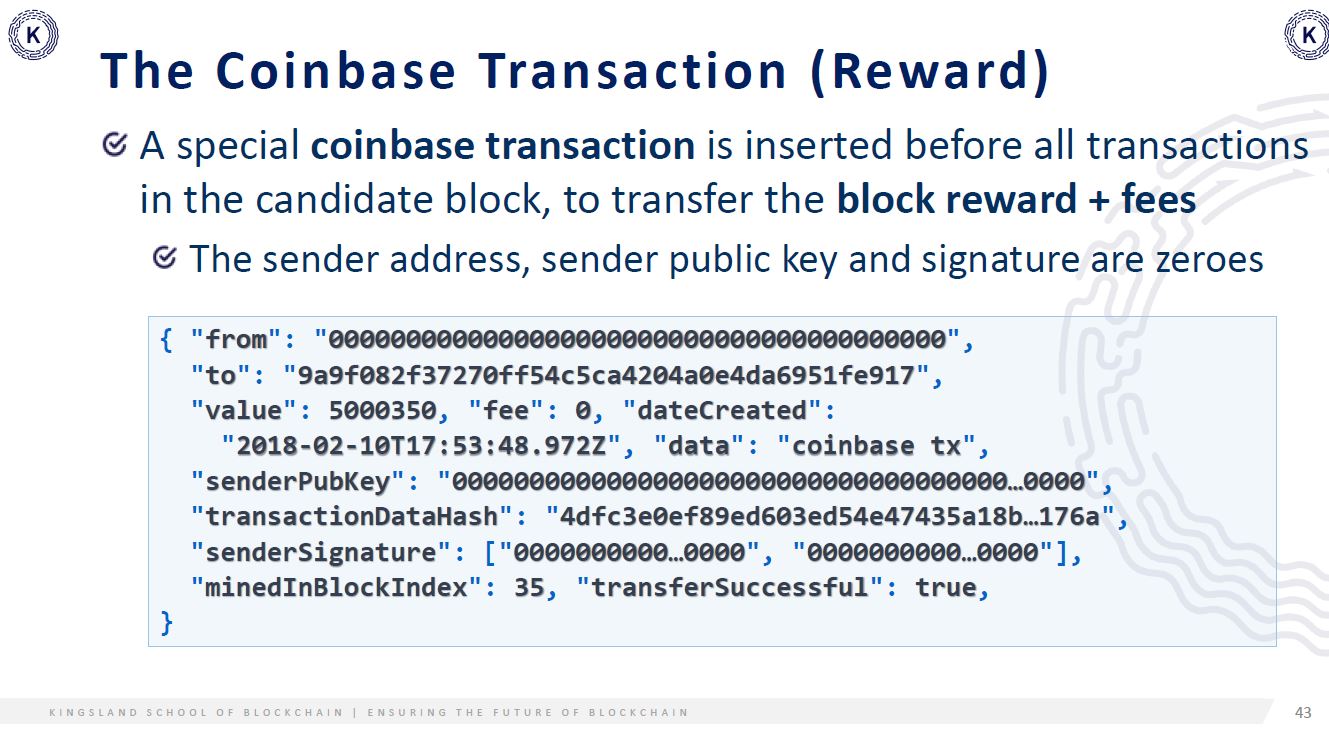 K
K
The Coinbase Transaction (Reward)
A special coinbase transaction is inserted before all transactions
in the candidate block, to transfer the block reward + fees
The sender address, sender public key and signature are zeroes
{ "from": "0000000000000000000000000000000000000000",
"to": "9a9f082f37270ff54c5ca4204a0e4da6951fe917",
"value": 5000350, "fee": 0, "dateCreated":
"2018-02-10T17:53:48.972Z", "data": "coinbase tx",
"senderPubKey": "000000000000000000000000000000000000…0000",
"transactionDataHash": "4dfc3e0ef89ed603ed54e47435a18b…176a",
"senderSignature": ["0000000000…0000", "0000000000…0000"],
"minedInBlockIndex": 35, "transferSuccessful": true,
}
KINGSLAND SCHOOL OF BLOCKCHAIN | ENSURING THE FUTURE OF BLOCKCHAIN
43